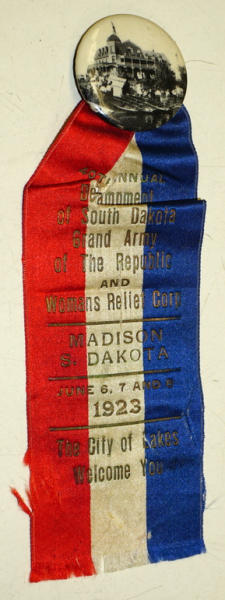 Annual
of South Dakota
Grand Army
of The Republic
AND
Womans Relief Corp
MADISON
S. DAKOTA
JUNE 6, 7 AND 8
1923
The City of Lakes
Welcome You